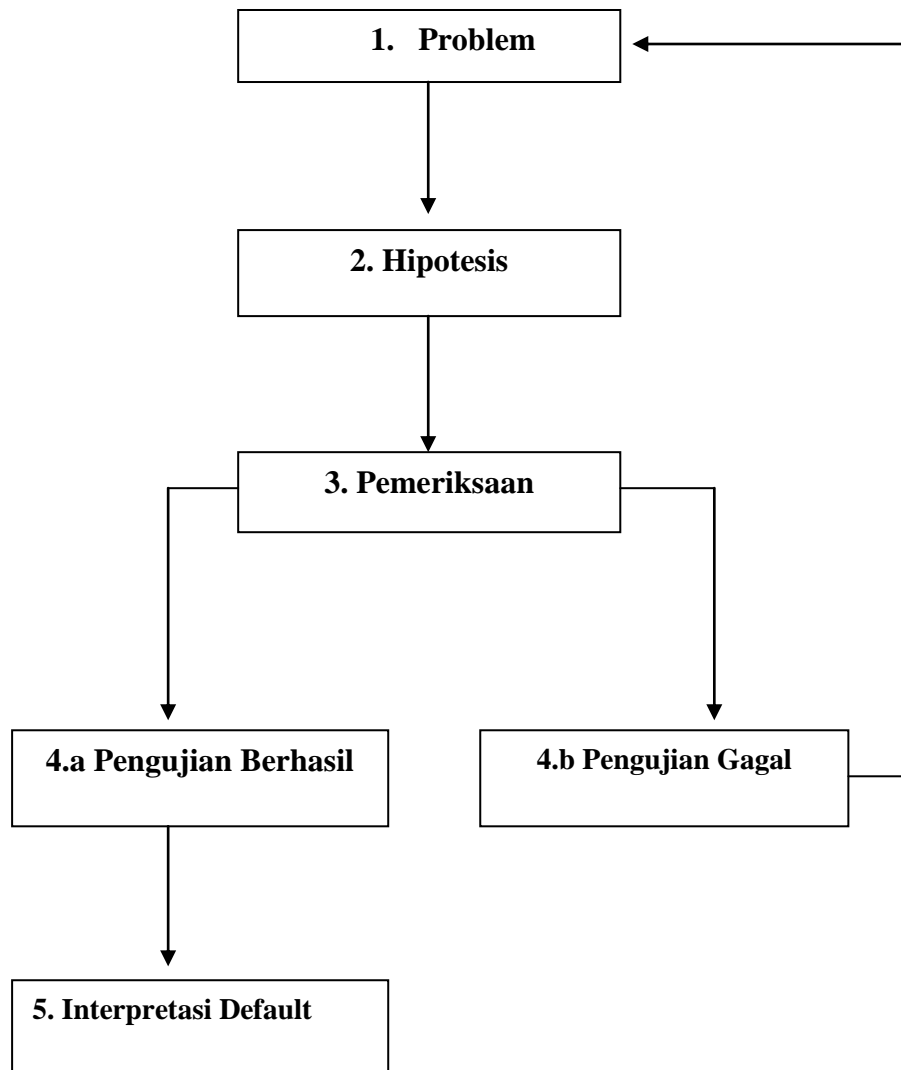 1. Problem
2. Hipotesis
3. Pemeriksaan
4.a Pengujian Berhasil
4.b Pengujian Gagal
5. Interpretasi Default